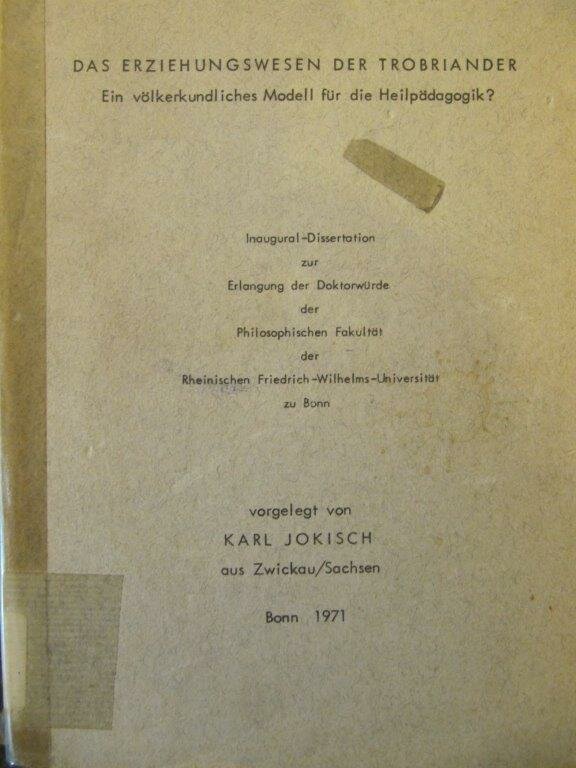 DAS ERZIEHUNGSWESEN DER TROBRIANDER
Ein völkerkundliches Modell für die Heilpädagogik?
Inaugural-Dissertation
zur
Erlangung der Doktorwürde
der
Philosophischen Fakultät
der
Rheinischen Friedrich-Wilhelms-Universität
zu Bonn
vorgelegt von
KARL JOKISCH
aus Zwickau/Sachsen
Bonn 1971